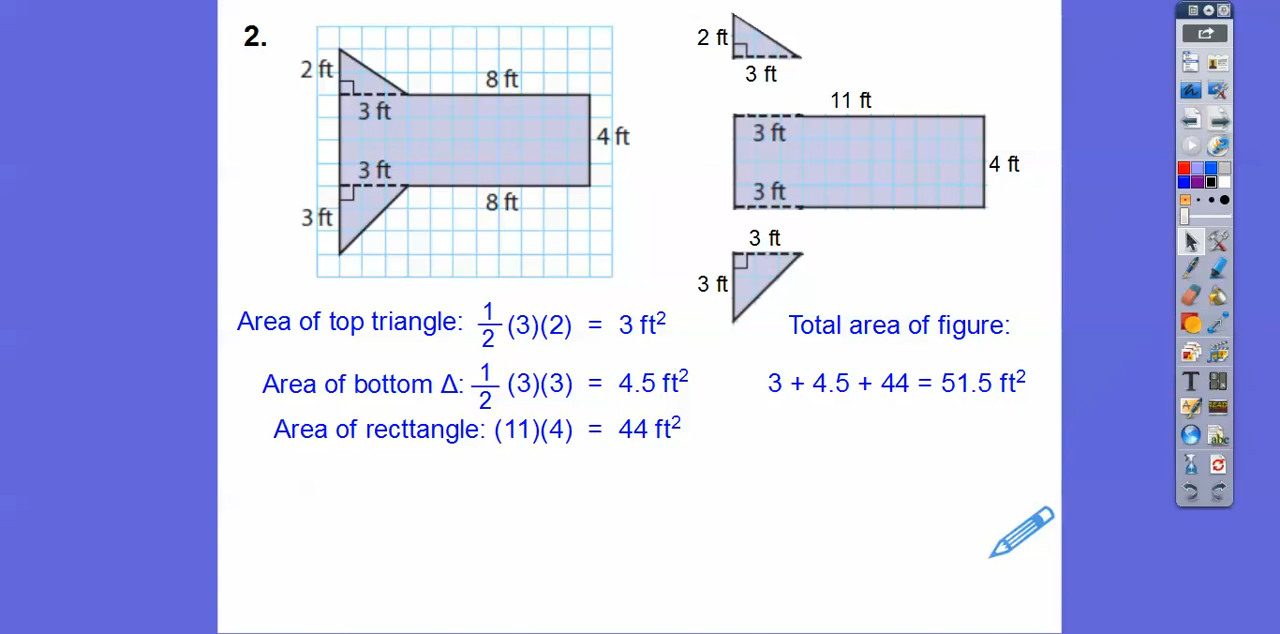 2.
2 ft
8 ft
3 ft
4 ft
3 ft
3 ft
8 ft
2 ft
3 ft
11 ft
3 ft
4 ft
3 ft
3 ft
3 ft
Area of top triangle: 1/2 (3)(2) = 3 ft²
Area of bottom Δ: 1/2 (3)(3) = 4.5 ft²
Area of recttangle: (11)(4) = 44 ft²
Total area of figure:
3 + 4.5 + 44 = 51.5 ft²
T
abc